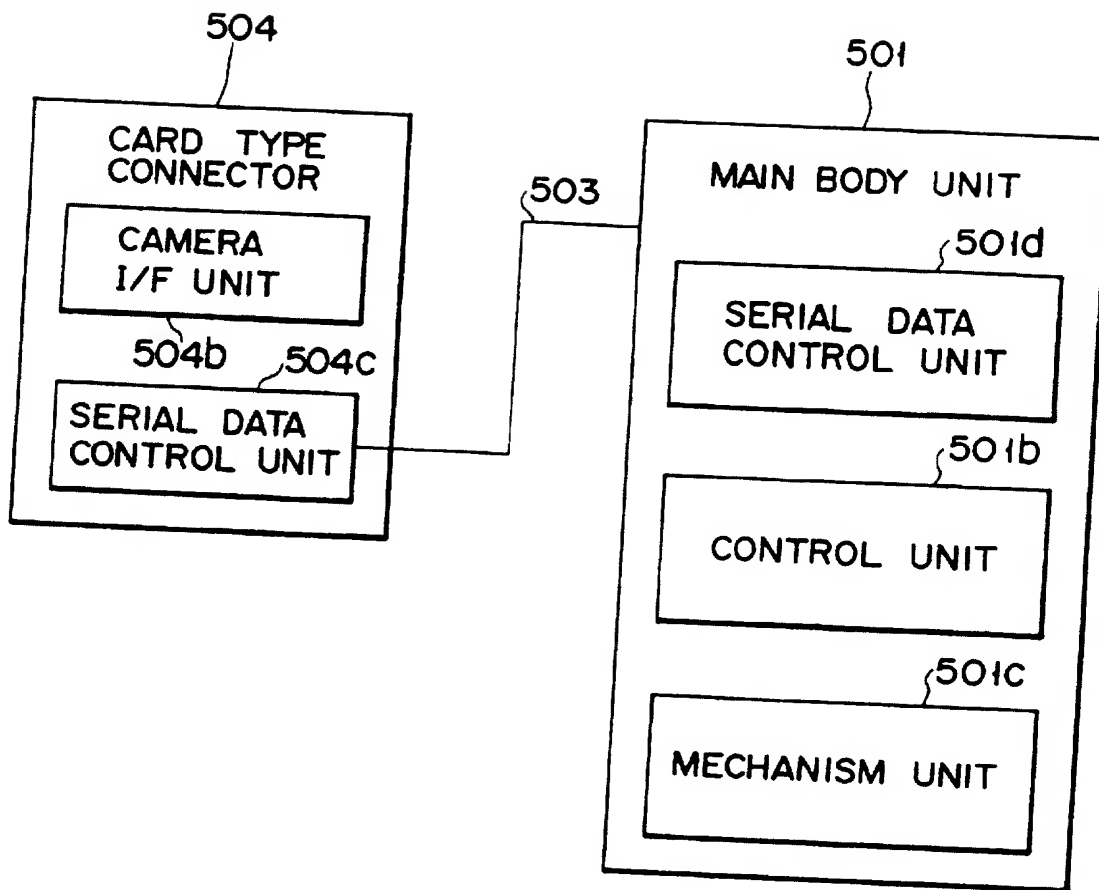 504
CARD TYPE
CONNECTOR
CAMERA
I/F UNIT
504b
504c
SERIAL DATA
CONTROL UNIT
503
501
MAIN BODY UNIT
501d
SERIAL DATA
CONTROL UNIT
501b
CONTROL UNIT
501c
MECHANISM UNIT